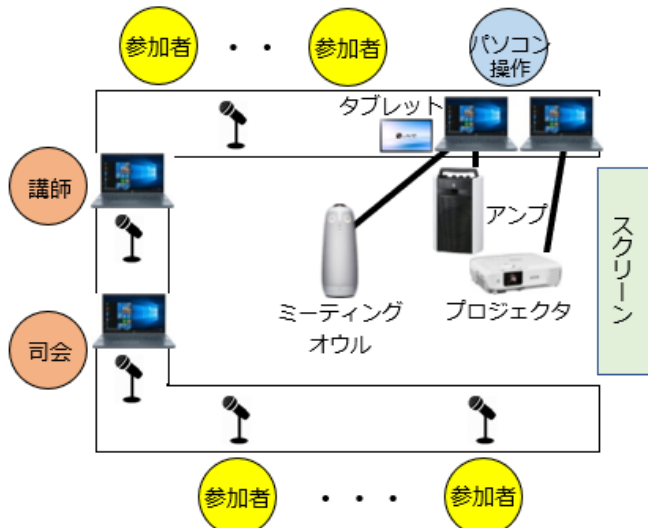 参加者
・・
参加者
パソコン
操作
タブレット
講師
アンプ
スクリーン
ミーティング
オウル
プロジェクタ
司会
参加者
・・・
参加者